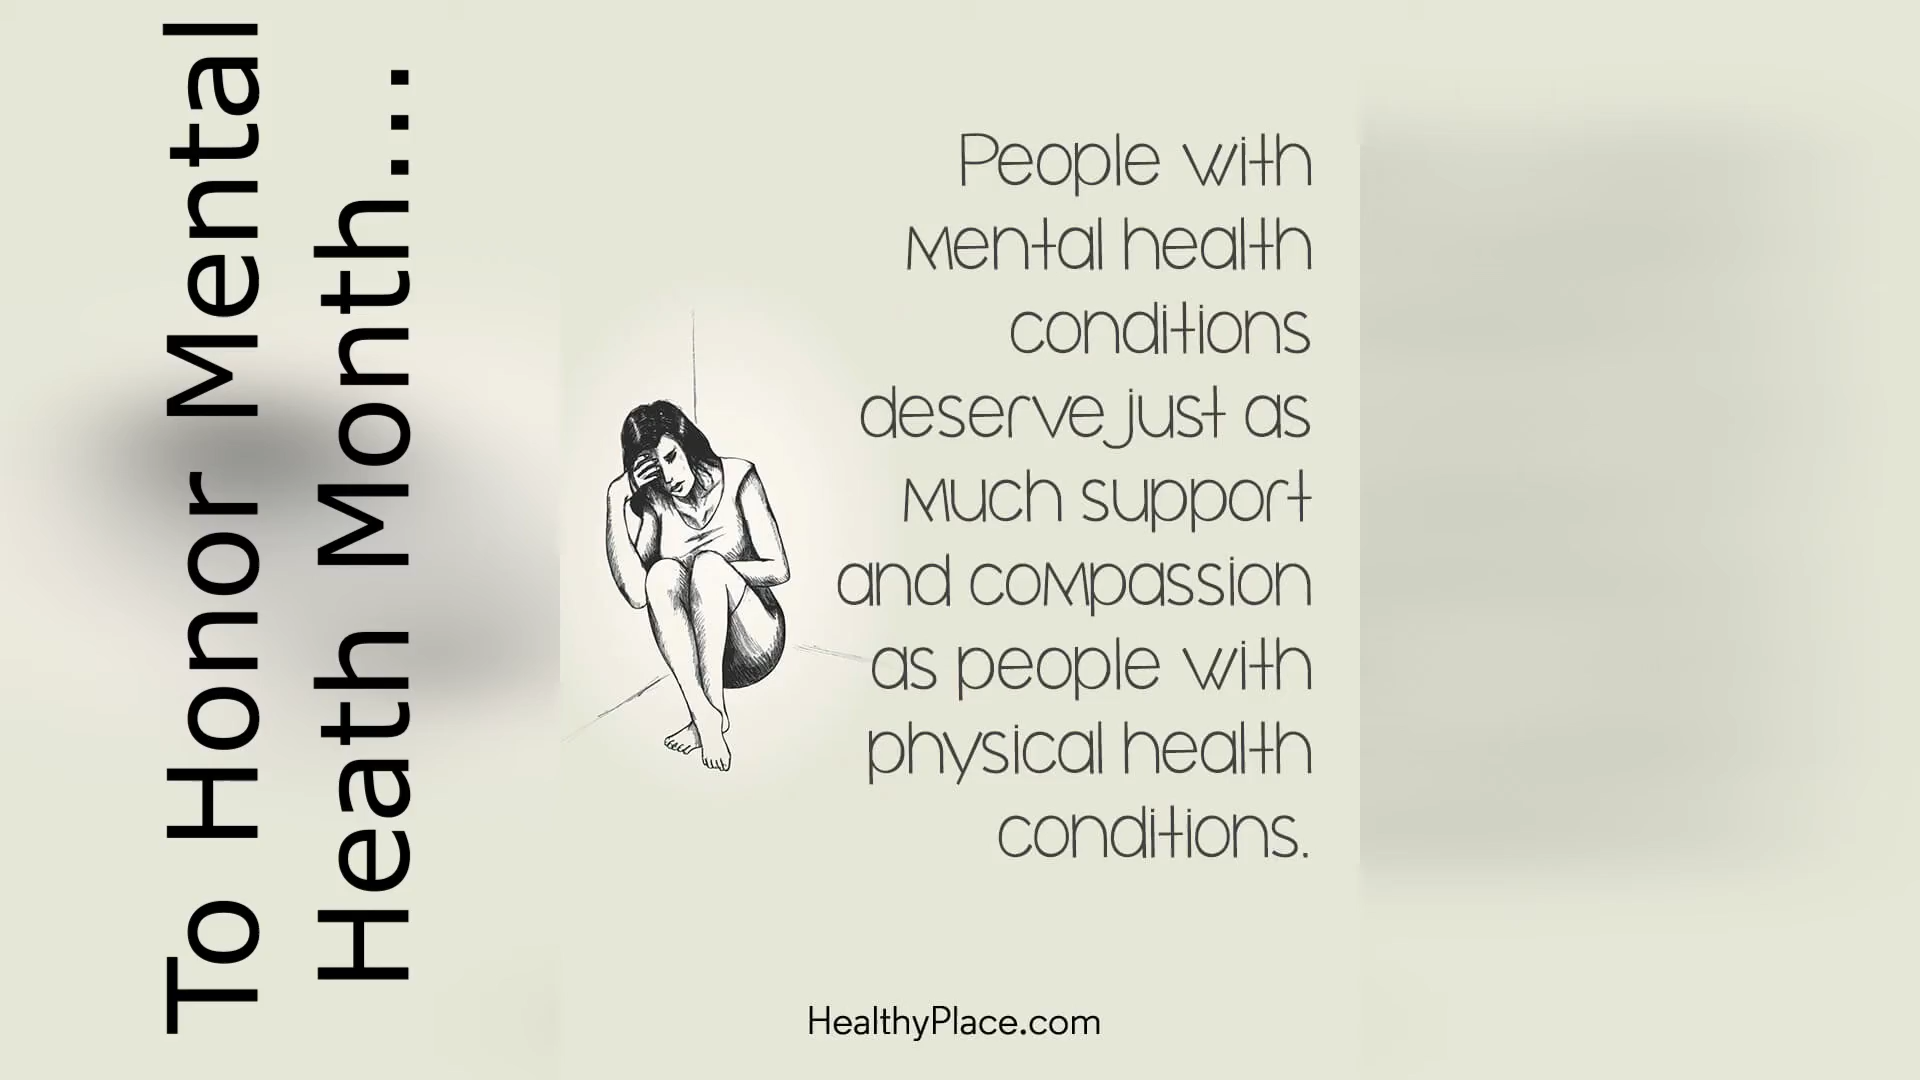 To Honor Mental
Heath Month...
People with
mental health
conditions
deserve just as
much support
and compassion
as people with
physical health
conditions.
HealthyPlace.com